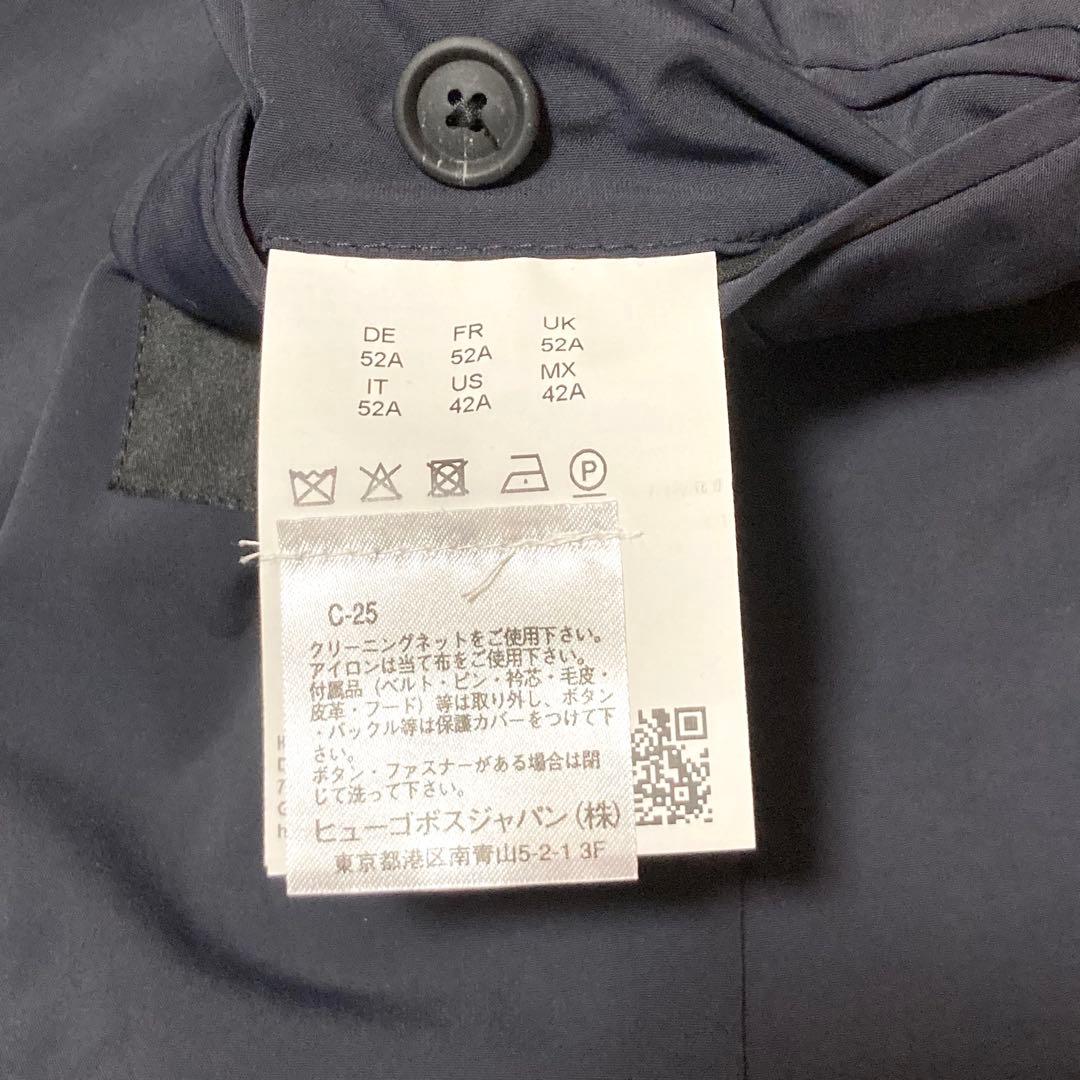 DE FR UK
52A 52A 52A
IT US MX
52A 42A 42A
P
C-25
クリーニングネットをご使用下さい。
アイロンは当て布をご使用下さい。
付属品（ベルト・ピン・衿芯・毛皮・
皮革・フード）等は取り外し、ボタン
・バックル等は保護カバーをつけて下
さい。
ボタン・ファスナーがある場合は閉
じて洗って下さい。
ヒューゴボスジャパン(株)
東京都港区南青山5-2-1 3F